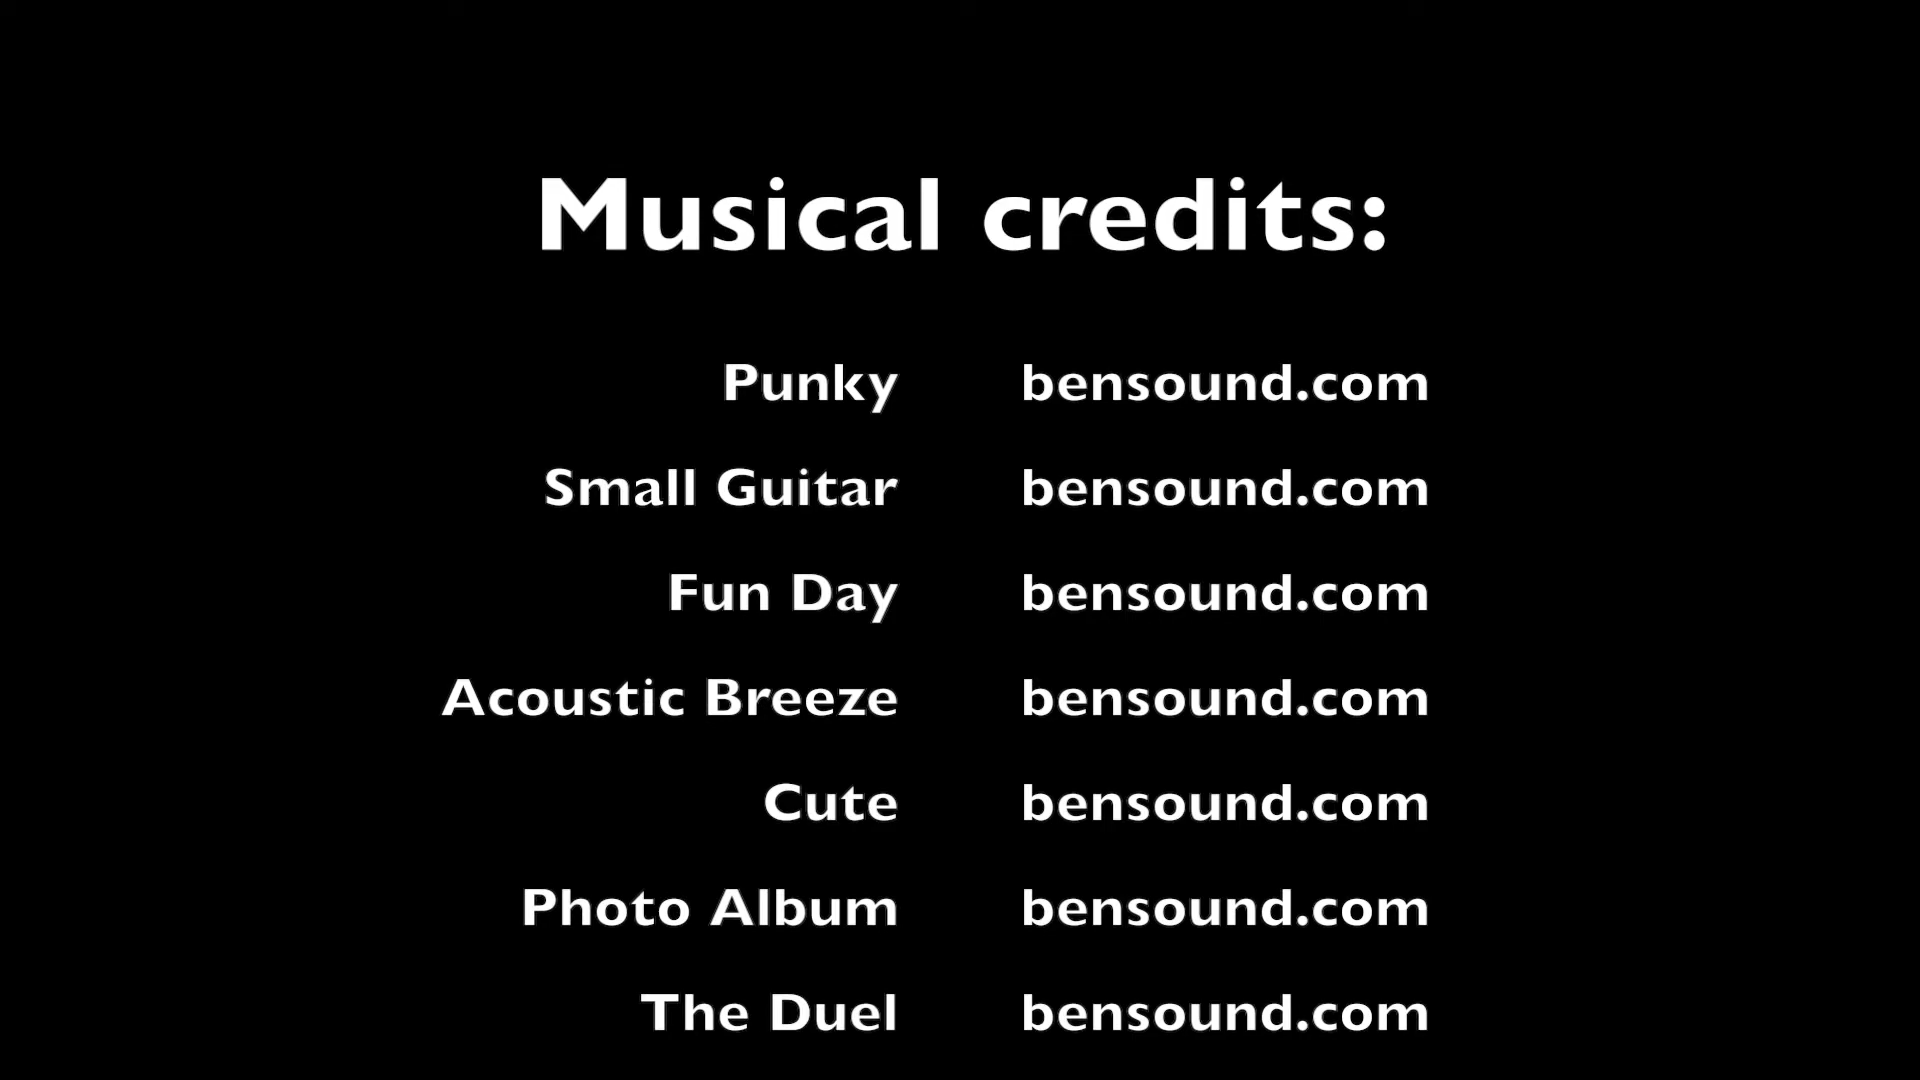 Musical credits:
Punky bensound.com
Small Guitar bensound.com
Fun Day bensound.com
Acoustic Breeze bensound.com
Cute bensound.com
Photo Album bensound.com
The Duel bensound.com